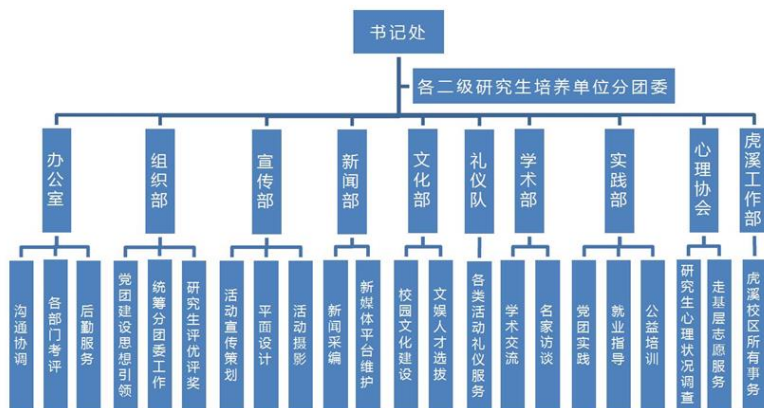 书记处
各二级研究生培养单位分团委
办公室
组织部
宣传部
新闻部
文化部
礼仪队
学术部
实践部
心理协会
虎溪工作部
沟通协调
各部门考评
后勤服务
党团建设思想引领
统筹分团委工作
研究生评优评奖
活动宣传策划
平面设计
活动摄影
新闻采编
新媒体平台维护
校园文化建设
文娱人才选拔
各类活动礼仪服务
学术交流
名家访谈
党团实践
就业指导
公益培训
研究生心理状况调查
走基层志愿服务
虎溪校区所有事务